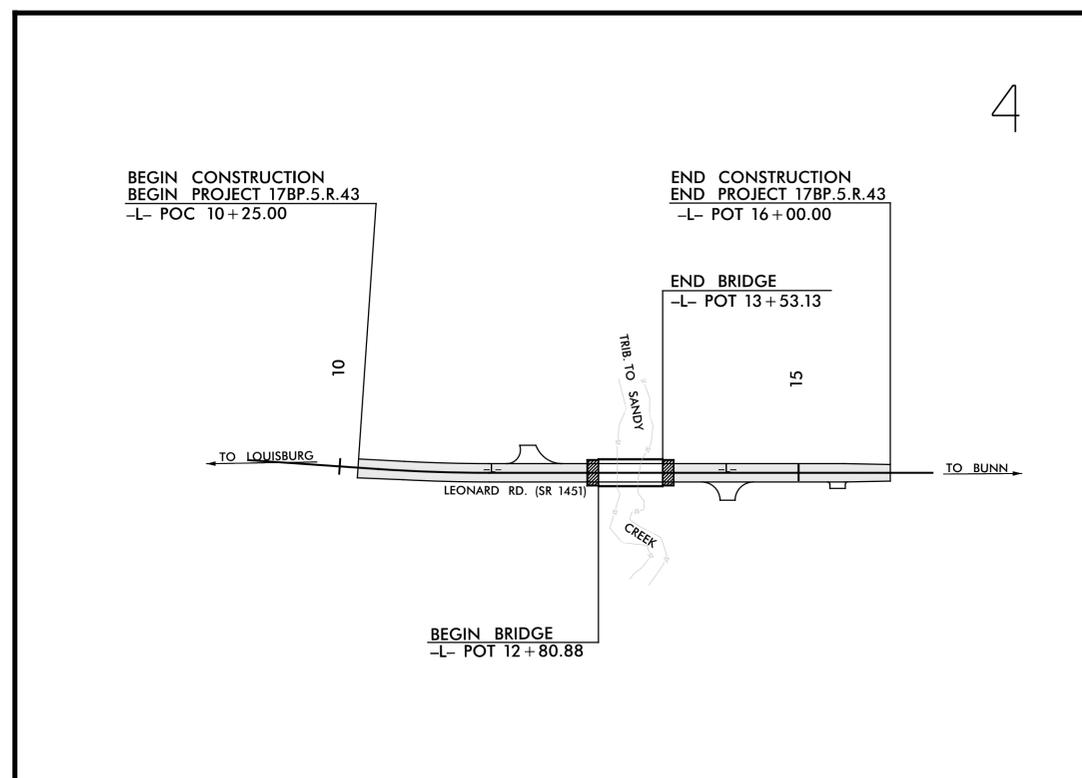 4
BEGIN CONSTRUCTION
BEGIN PROJECT 17BP.5.R.43
-L- POC 10+25.00
END CONSTRUCTION
END PROJECT 17BP.5.R.43
-L- POT 16+00.00
END BRIDGE
-L- POT 13+53.13
TRIB. TO SANDY
10
15
TO LOUISBURG
-L-
-L-
TO BUNN
LEONARD RD. (SR 1451)
CREEK
BEGIN BRIDGE
-L- POT 12+80.88